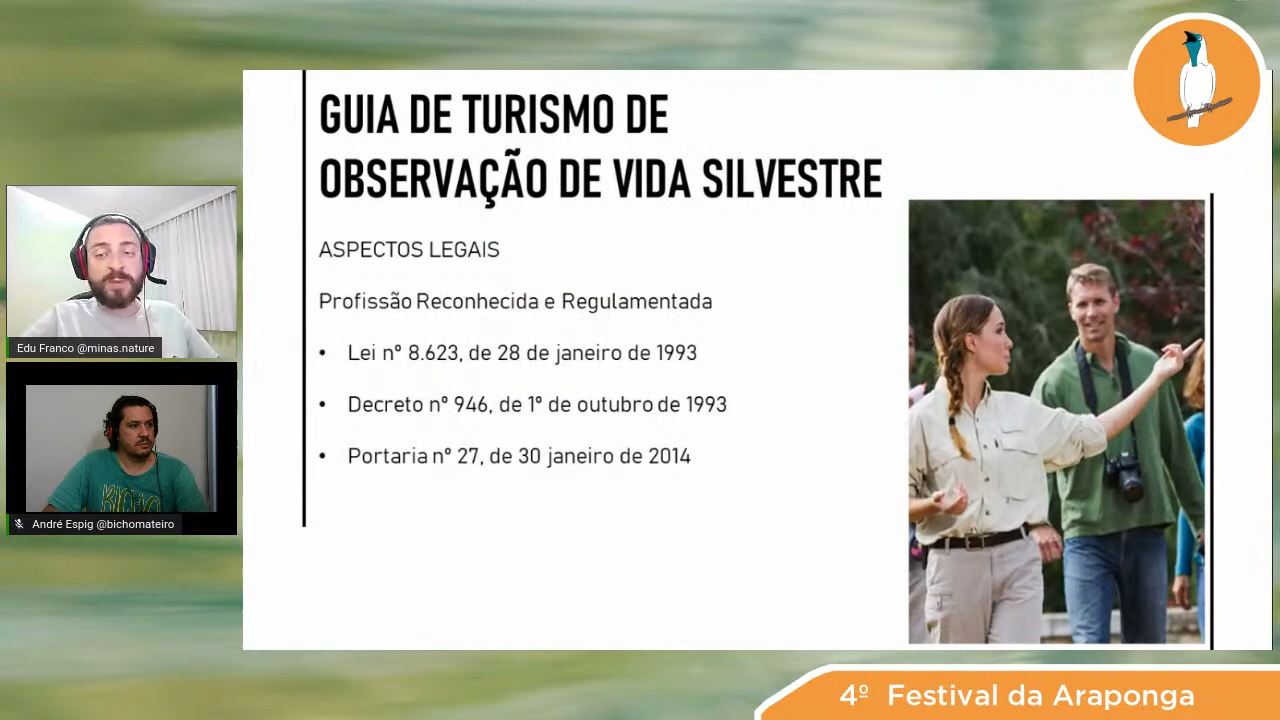 GUIA DE TURISMO DE
OBSERVAÇÃO DE VIDA SILVESTRE
ASPECTOS LEGAIS
Profissão Reconhecida e Regulamentada
• Lei nº 8.623, de 28 de janeiro de 1993
• Decreto nº 946, de 1º de outubro de 1993
• Portaria nº 27, de 30 janeiro de 2014
Edu Franco @minas.nature
BICHO
André Espig @bichomateiro
4º Festival da Araponga